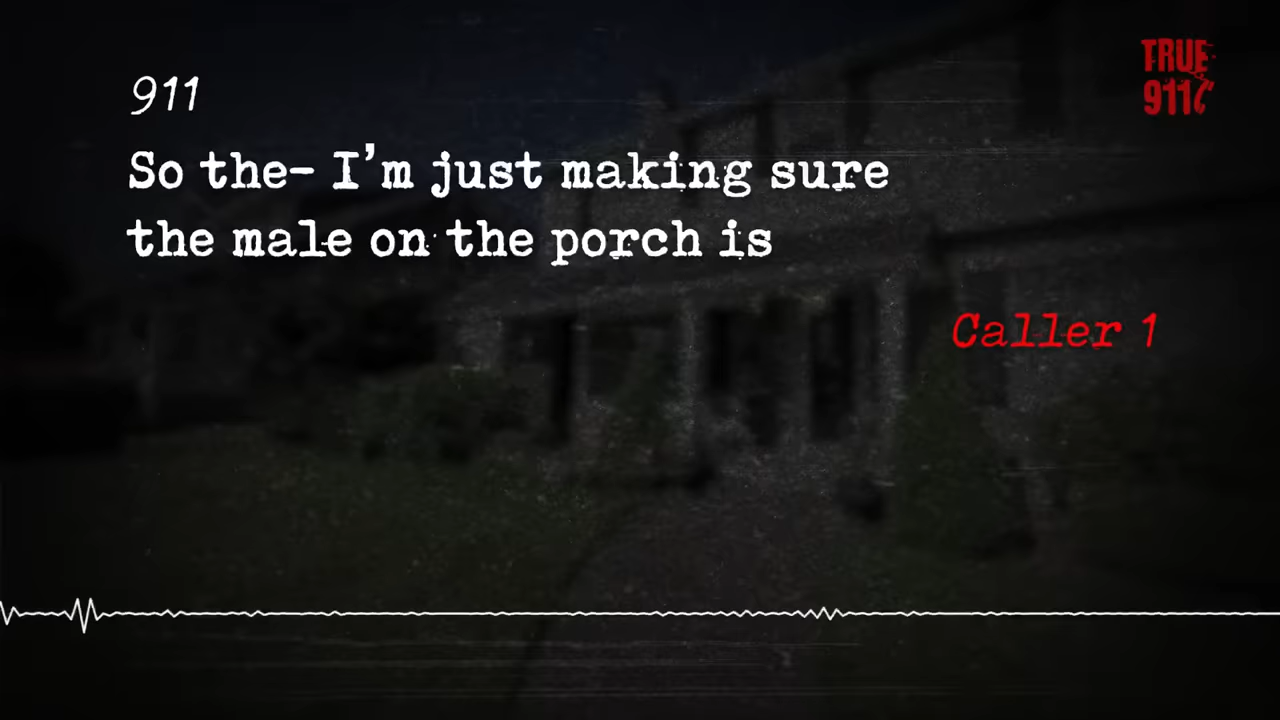 TRUE
911
911
So the- I'm just making sure
the male on the porch is
Caller 1